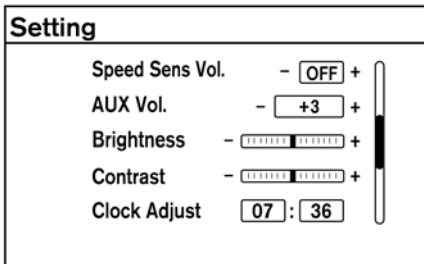 Setting
Speed Sens Vol. - OFF +
AUX Vol. - +3 +
Brightness - +
Contrast - +
Clock Adjust 07 : 36